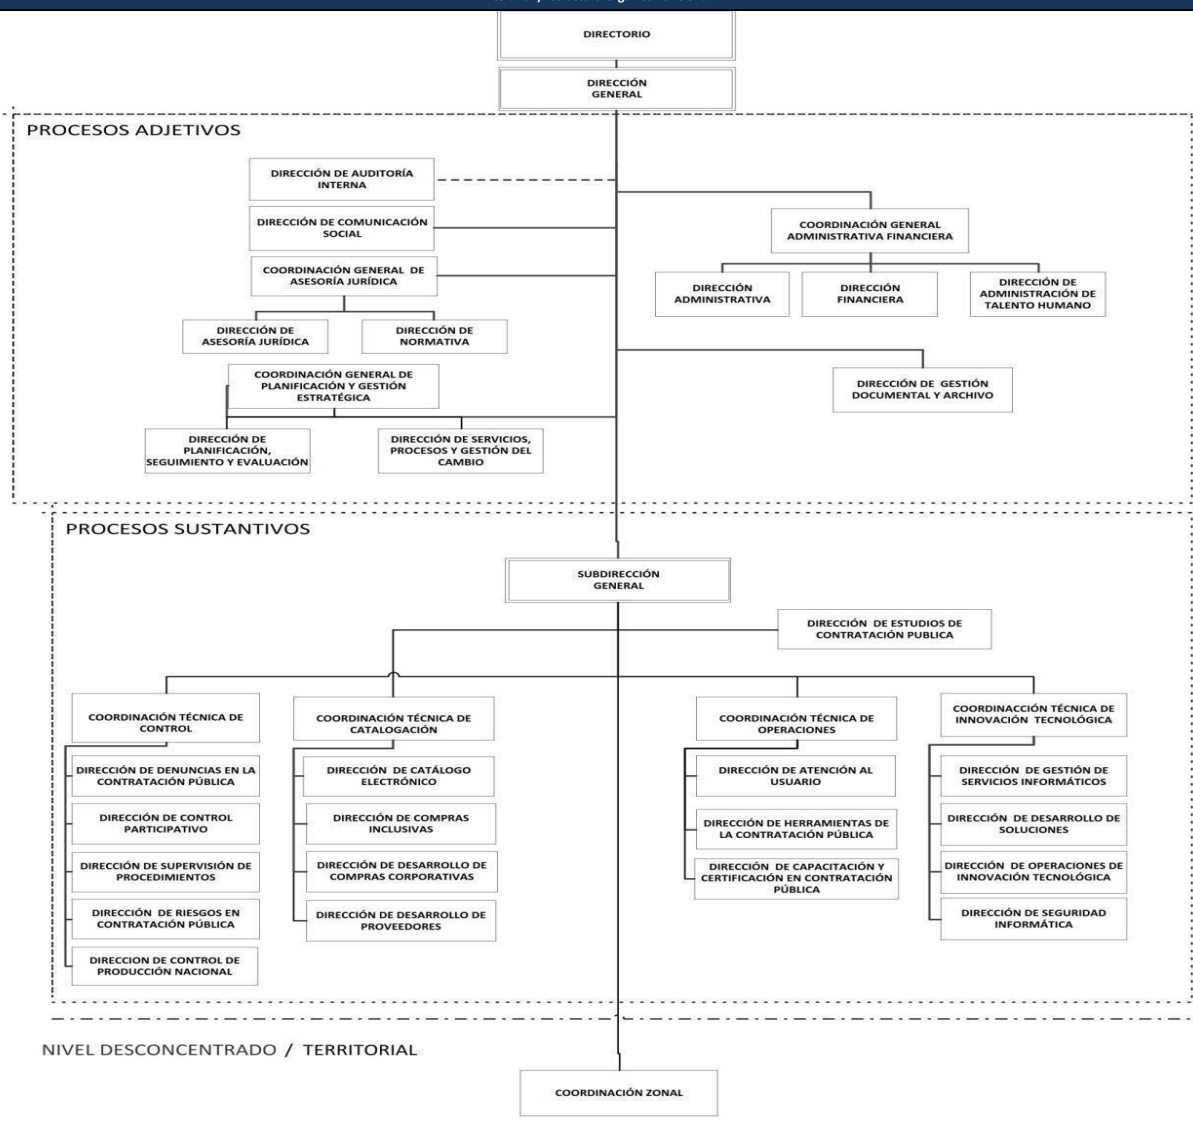 DIRECTORIO
DIRECCIÓN
GENERAL
PROCESOS ADJETIVOS
DIRECCIÓN DE AUDITORÍA
INTERNA
DIRECCIÓN DE COMUNICACIÓN
SOCIAL
COORDINACIÓN GENERAL
ADMINISTRATIVA FINANCIERA
COORDINACIÓN GENERAL DE
ASESORÍA JURÍDICA
DIRECCIÓN
ADMINISTRATIVA
DIRECCIÓN
FINANCIERA
DIRECCIÓN DE
ADMINISTRACIÓN DE
TALENTO HUMANO
DIRECCIÓN DE
ASESORÍA JURÍDICA
DIRECCIÓN DE
NORMATIVA
COORDINACIÓN GENERAL DE
PLANIFICACIÓN Y GESTIÓN
ESTRATÉGICA
DIRECCIÓN DE GESTIÓN
DOCUMENTAL Y ARCHIVO
DIRECCIÓN DE
PLANIFICACIÓN,
SEGUIMIENTO Y EVALUACIÓN
DIRECCIÓN DE SERVICIOS,
PROCESOS Y GESTIÓN DEL
CAMBIO
PROCESOS SUSTANTIVOS
SUBDIRECCIÓN
GENERAL
DIRECCIÓN DE ESTUDIOS DE
CONTRATACIÓN PUBLICA
COORDINACIÓN TÉCNICA DE
CONTROL
DIRECCIÓN DE DENUNCIAS EN LA
CONTRATACIÓN PÚBLICA
DIRECCIÓN DE CONTROL
PARTICIPATIVO
DIRECCIÓN DE SUPERVISIÓN DE
PROCEDIMIENTOS
DIRECCIÓN DE RIESGOS EN
CONTRATACIÓN PÚBLICA
DIRECCION DE CONTROL DE
PRODUCCIÓN NACIONAL
COORDINACIÓN TÉCNICA DE
CATALOGACIÓN
DIRECCIÓN DE CATÁLOGO
ELECTRÓNICO
DIRECCIÓN DE COMPRAS
INCLUSIVAS
DIRECCIÓN DE DESARROLLO DE
COMPRAS CORPORATIVAS
DIRECCIÓN DE DESARROLLO DE
PROVEEDORES
COORDINACIÓN TÉCNICA DE
OPERACIONES
DIRECCIÓN DE ATENCIÓN AL
USUARIO
DIRECCIÓN DE HERRAMIENTAS DE
LA CONTRATACIÓN PÚBLICA
DIRECCIÓN DE CAPACITACIÓN Y
CERTIFICACIÓN EN CONTRATACIÓN
PÚBLICA
COORDINACCIÓN TÉCNICA DE
INNOVACIÓN TECNOLÓGICA
DIRECCIÓN DE GESTIÓN DE
SERVICIOS INFORMÁTICOS
DIRECCIÓN DE DESARROLLO DE
SOLUCIONES
DIRECCIÓN DE OPERACIONES DE
INNOVACIÓN TECNOLÓGICA
DIRECCIÓN DE SEGURIDAD
INFORMÁTICA
NIVEL DESCONCENTRADO / TERRITORIAL
COORDINACIÓN ZONAL